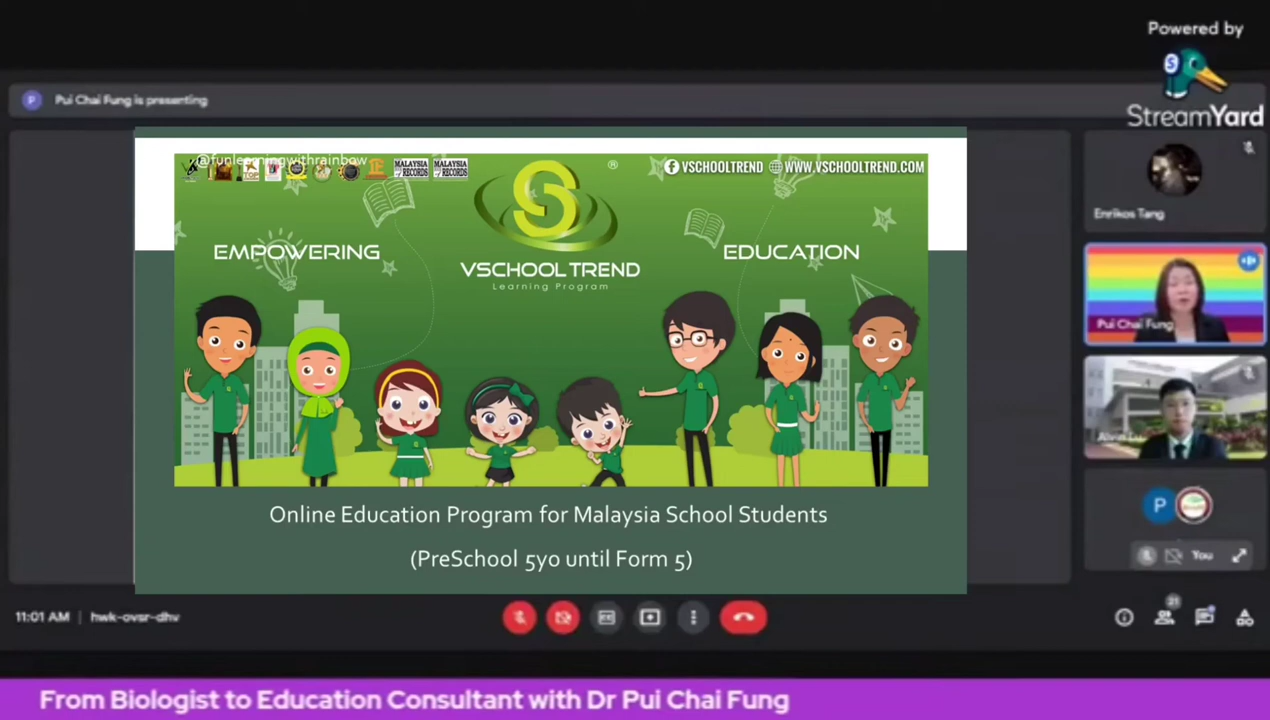 Powered by
StreamYard
Pui Chai Fung is presenting
@funlearningwithrainbow
MALAYSIA RECORDS
MALAYSIA RECORDS
VSCHOOLTREND WWW.VSCHOOLTREND.COM
EMPOWERING
EDUCATION
VSCHOOL TREND
Learning Program
Online Education Program for Malaysia School Students
(PreSchool 5yo until Form 5)
Enrikos Tang
Pui Chai Fung
P
You
11:01 AM hwk-ovsr-dhv
21
From Biologist to Education Consultant with Dr Pui Chai Fung